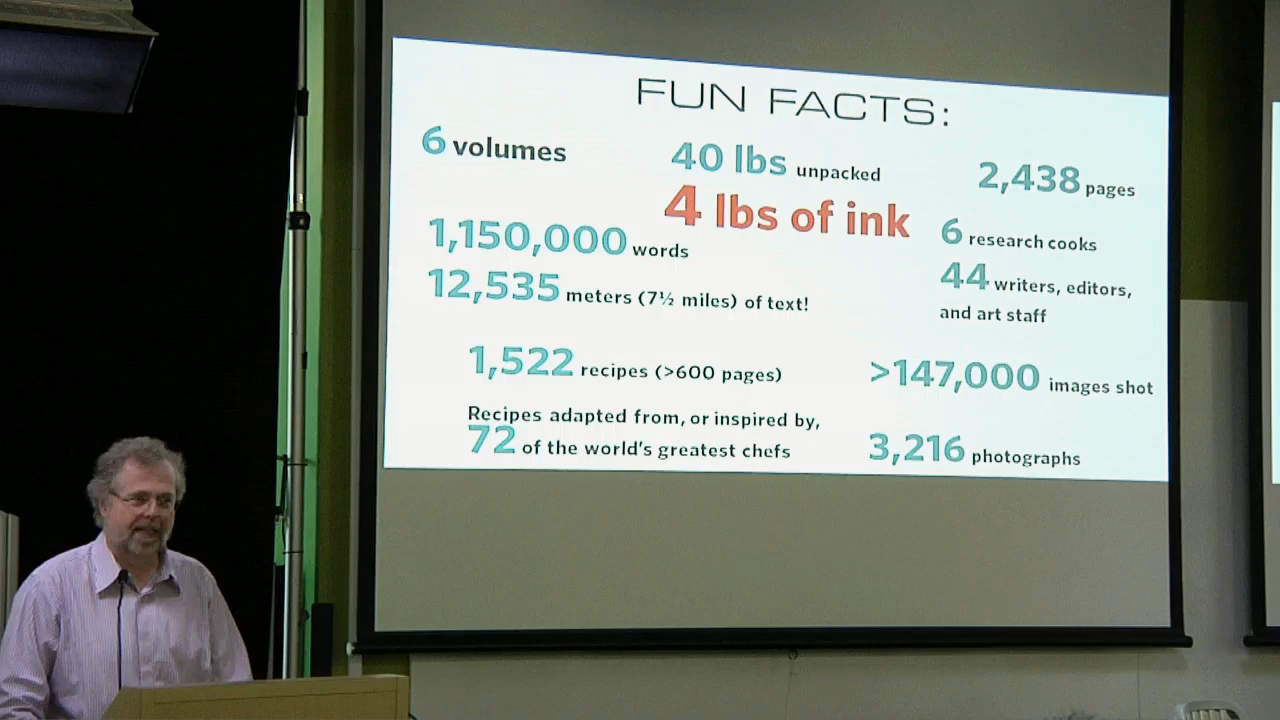 FUN FACTS:
6 volumes
40 lbs unpacked
2,438 pages
4 lbs of ink
1,150,000 words
6 research cooks
12,535 meters (7½ miles) of text!
44 writers, editors,
and art staff
1,522 recipes (>600 pages)
>147,000 images shot
Recipes adapted from, or inspired by,
72 of the world's greatest chefs
3,216 photographs